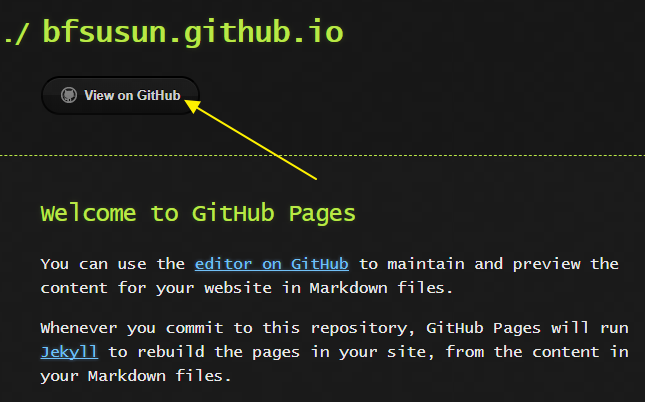 ./ bfsusun.github.io
View on GitHub
Welcome to GitHub Pages
You can use the editor on GitHub to maintain and preview the
content for your website in Markdown files.
Whenever you commit to this repository, GitHub Pages will run
Jekyll to rebuild the pages in your site, from the content in
your Markdown files.